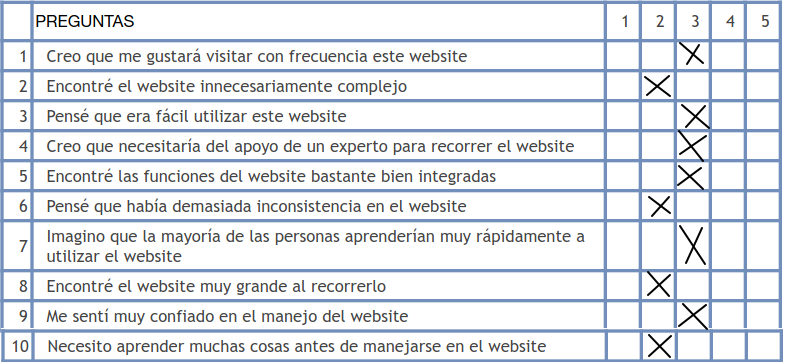 PREGUNTAS 1 2 3 4 5
1 Creo que me gustará visitar con frecuencia este website
2 Encontré el website innecesariamente complejo
3 Pensé que era fácil utilizar este website
4 Creo que necesitaría del apoyo de un experto para recorrer el website
5 Encontré las funciones del website bastante bien integradas
6 Pensé que había demasiada inconsistencia en el website
7 Imagino que la mayoría de las personas aprenderían muy rápidamente a
utilizar el website
8 Encontré el website muy grande al recorrerlo
9 Me sentí muy confiado en el manejo del website
10 Necesito aprender muchas cosas antes de manejarse en el website